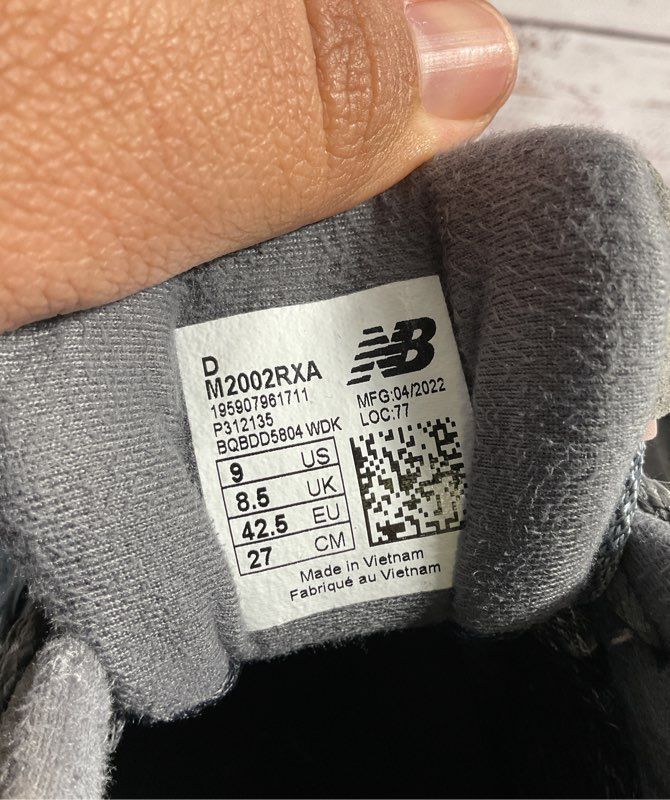 D
M2002RXA
195907961711
P312135
BQBDD5804 WDK
NB
MFG:04/2022
LOC:77
9 US
8.5 UK
42.5 EU
27 CM
Made in Vietnam
Fabriqué au Vietnam